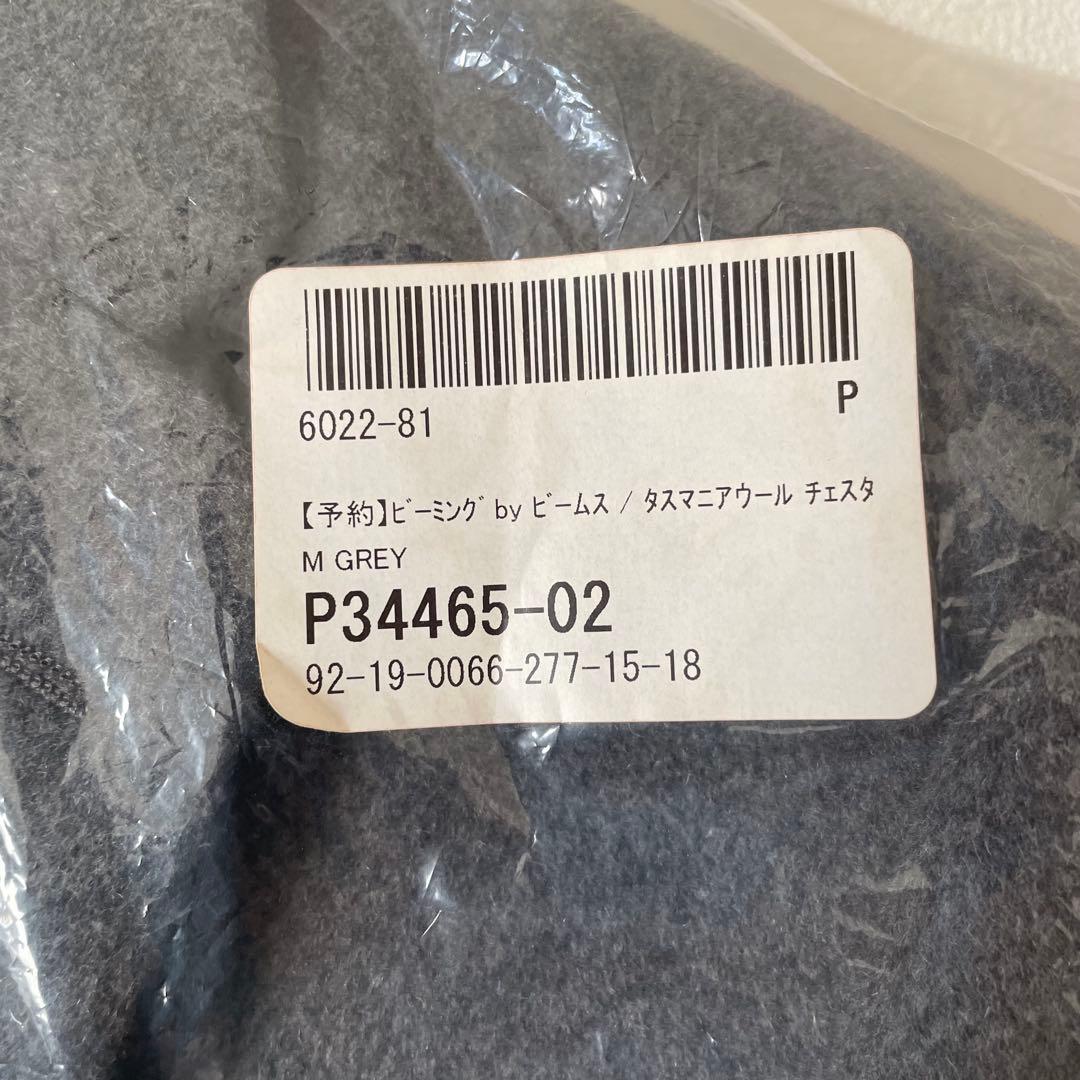 6022-81
P
【予約】ﾋﾞｰﾐﾝｸﾞ by ﾋﾞｰﾑｽ / ﾀｽﾏﾆｱｳｰﾙ ﾁｪｽﾀ
M GREY
P34465-02
92-19-0066-277-15-18